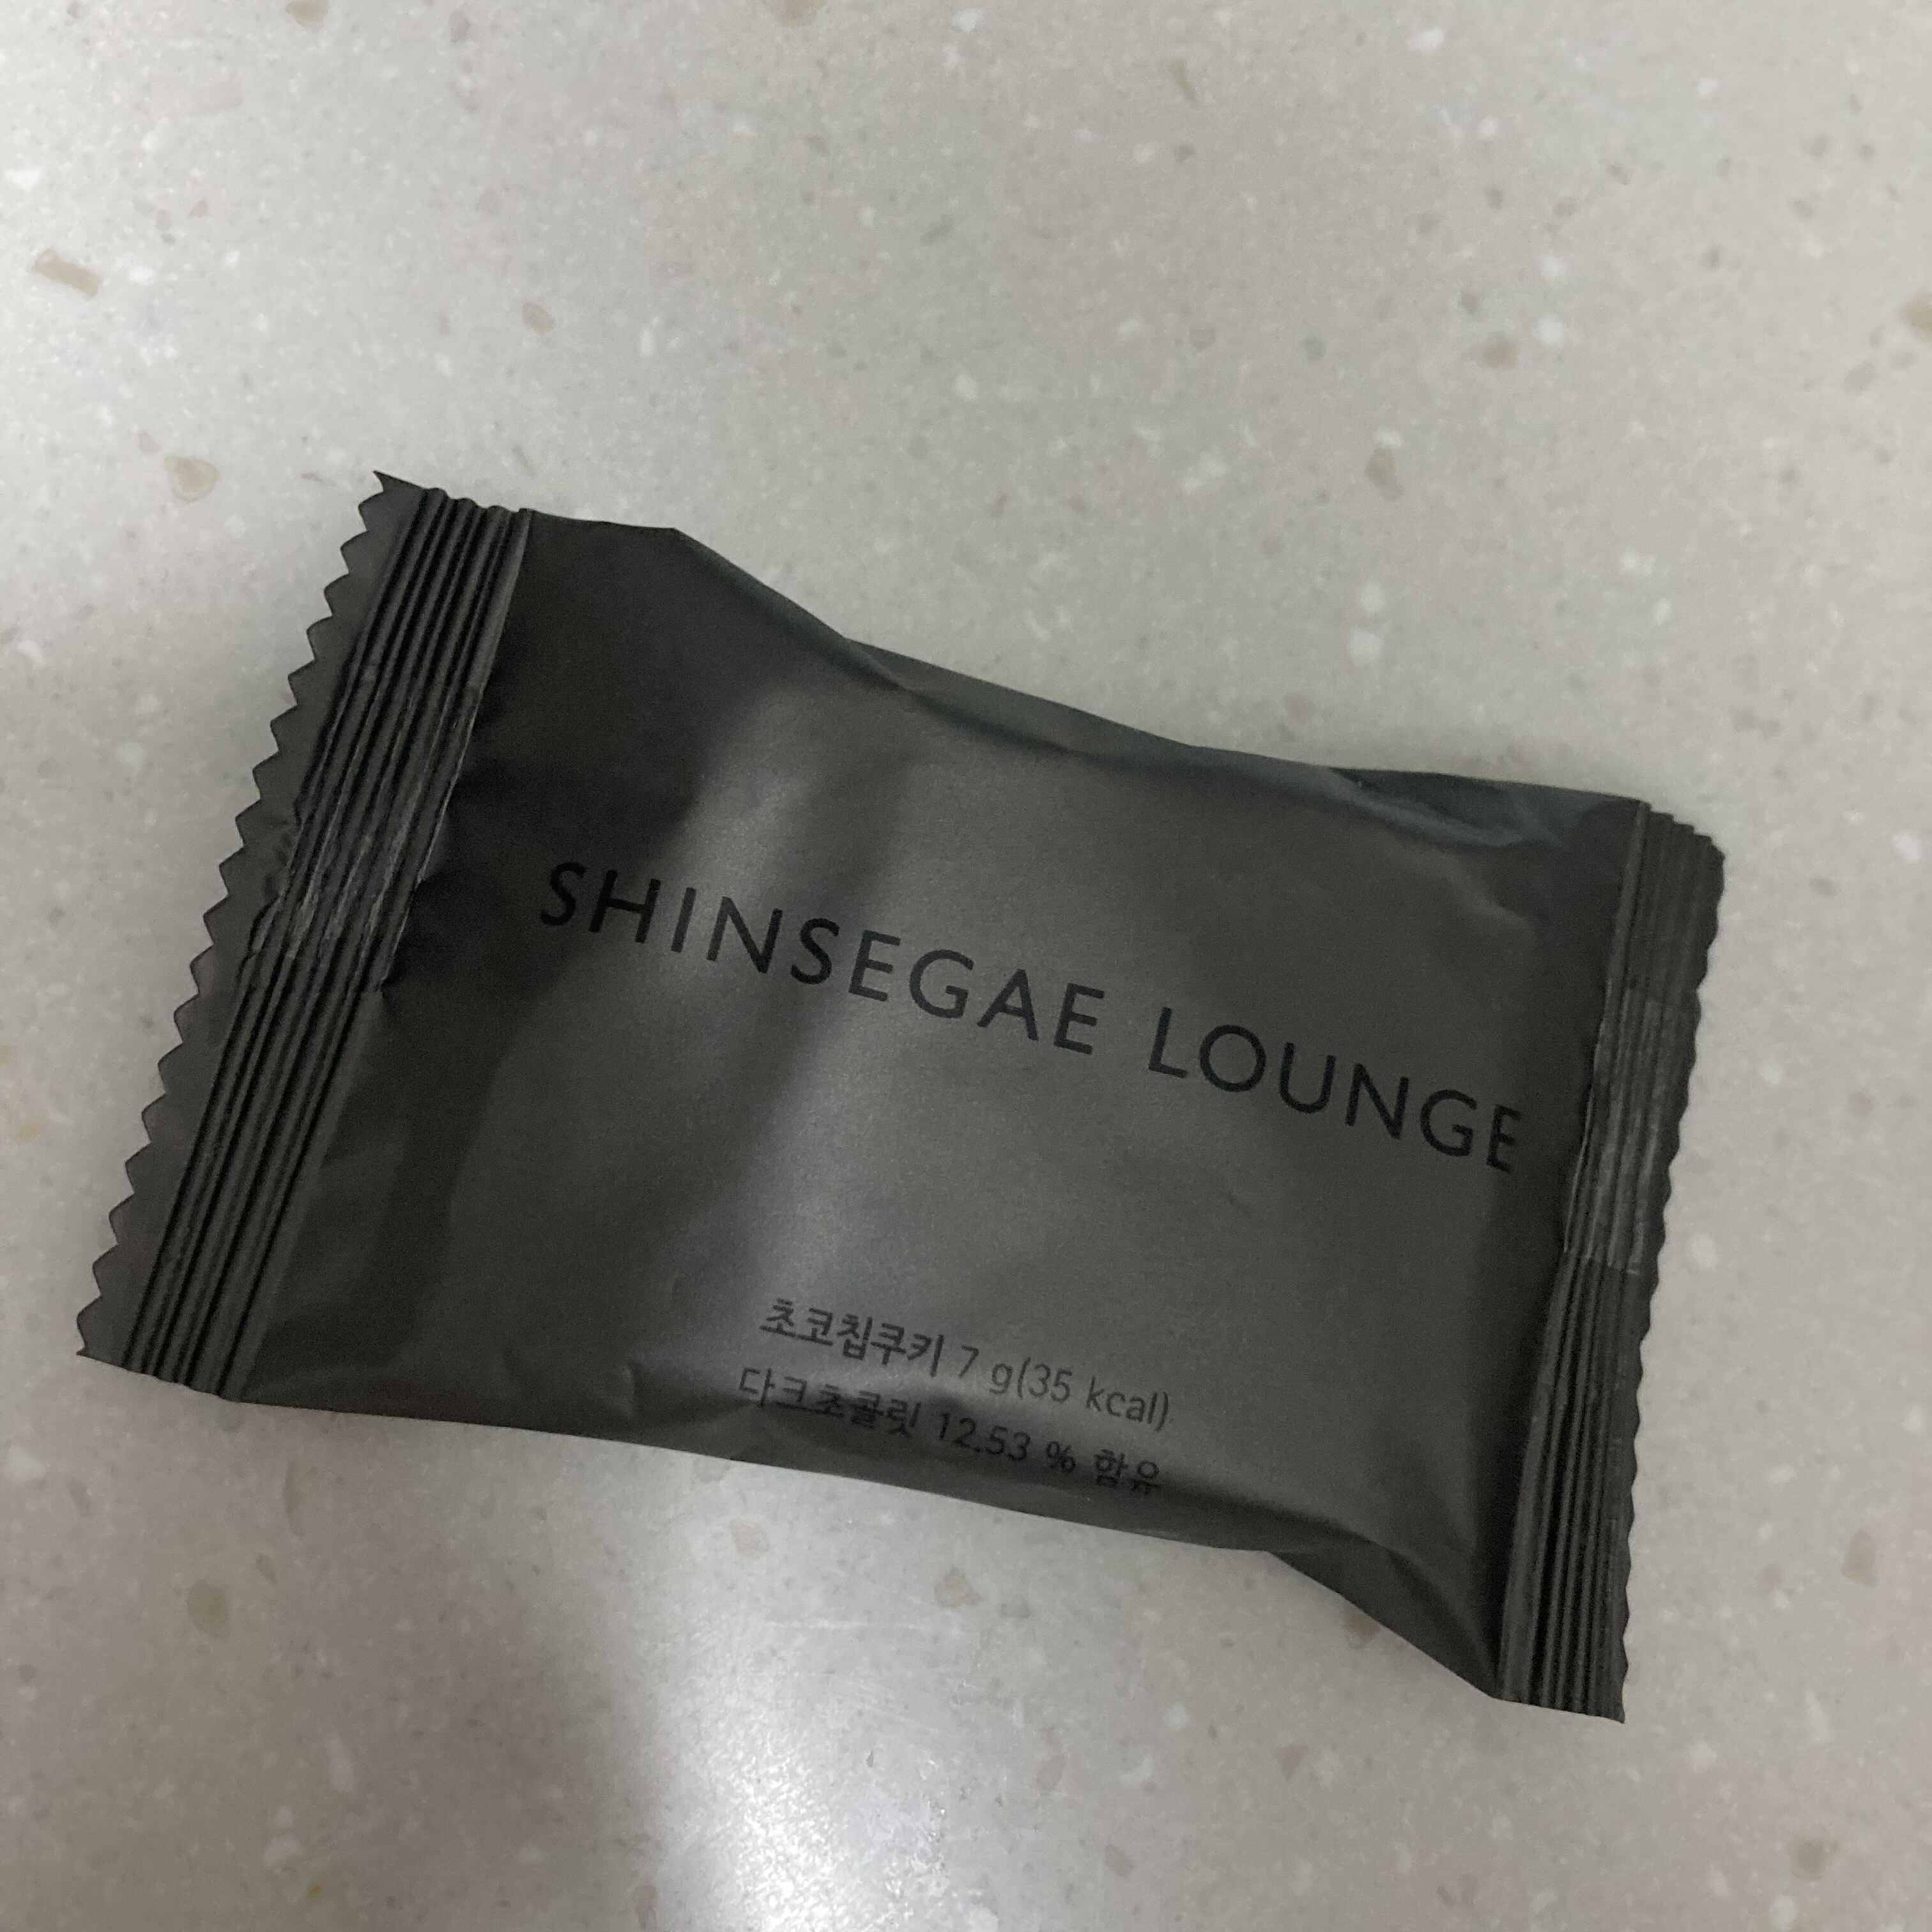 SHINSEGAE LOUNGE
초코칩쿠키 7 g(35 kcal)
다크초콜릿 12.53 % 함유